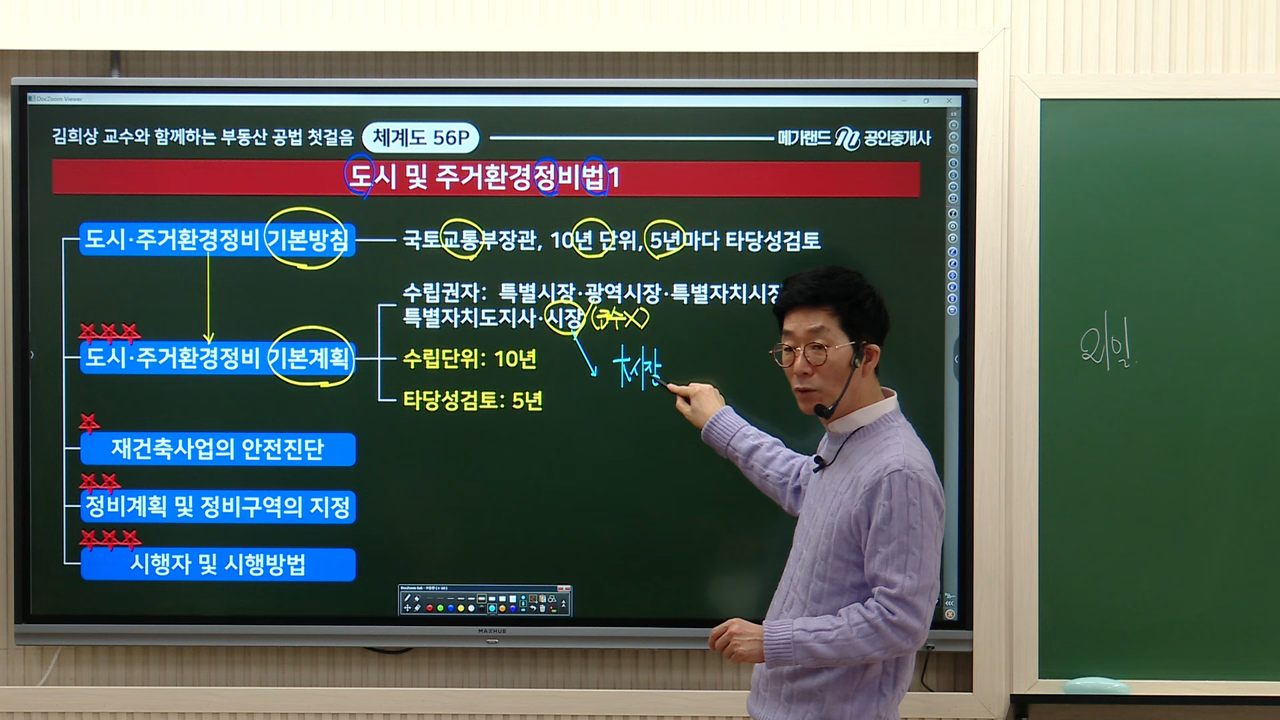 DocZoom Viewer
김희상 교수와 함께하는 부동산 공법 첫걸음 체계도 56P 메가랜드 공인중개사
도시 및 주거환경정비법1
도시·주거환경정비 기본방침
국토교통부장관, 10년 단위, 5년마다 타당성검토
수립권자: 특별시장·광역시장·특별자치시장
특별자치도지사·시장 (군수X)
도시·주거환경정비 기본계획
수립단위: 10년
대시장
타당성검토: 5년
재건축사업의 안전진단
정비계획 및 정비구역의 지정
시행자 및 시행방법
MAXHUB